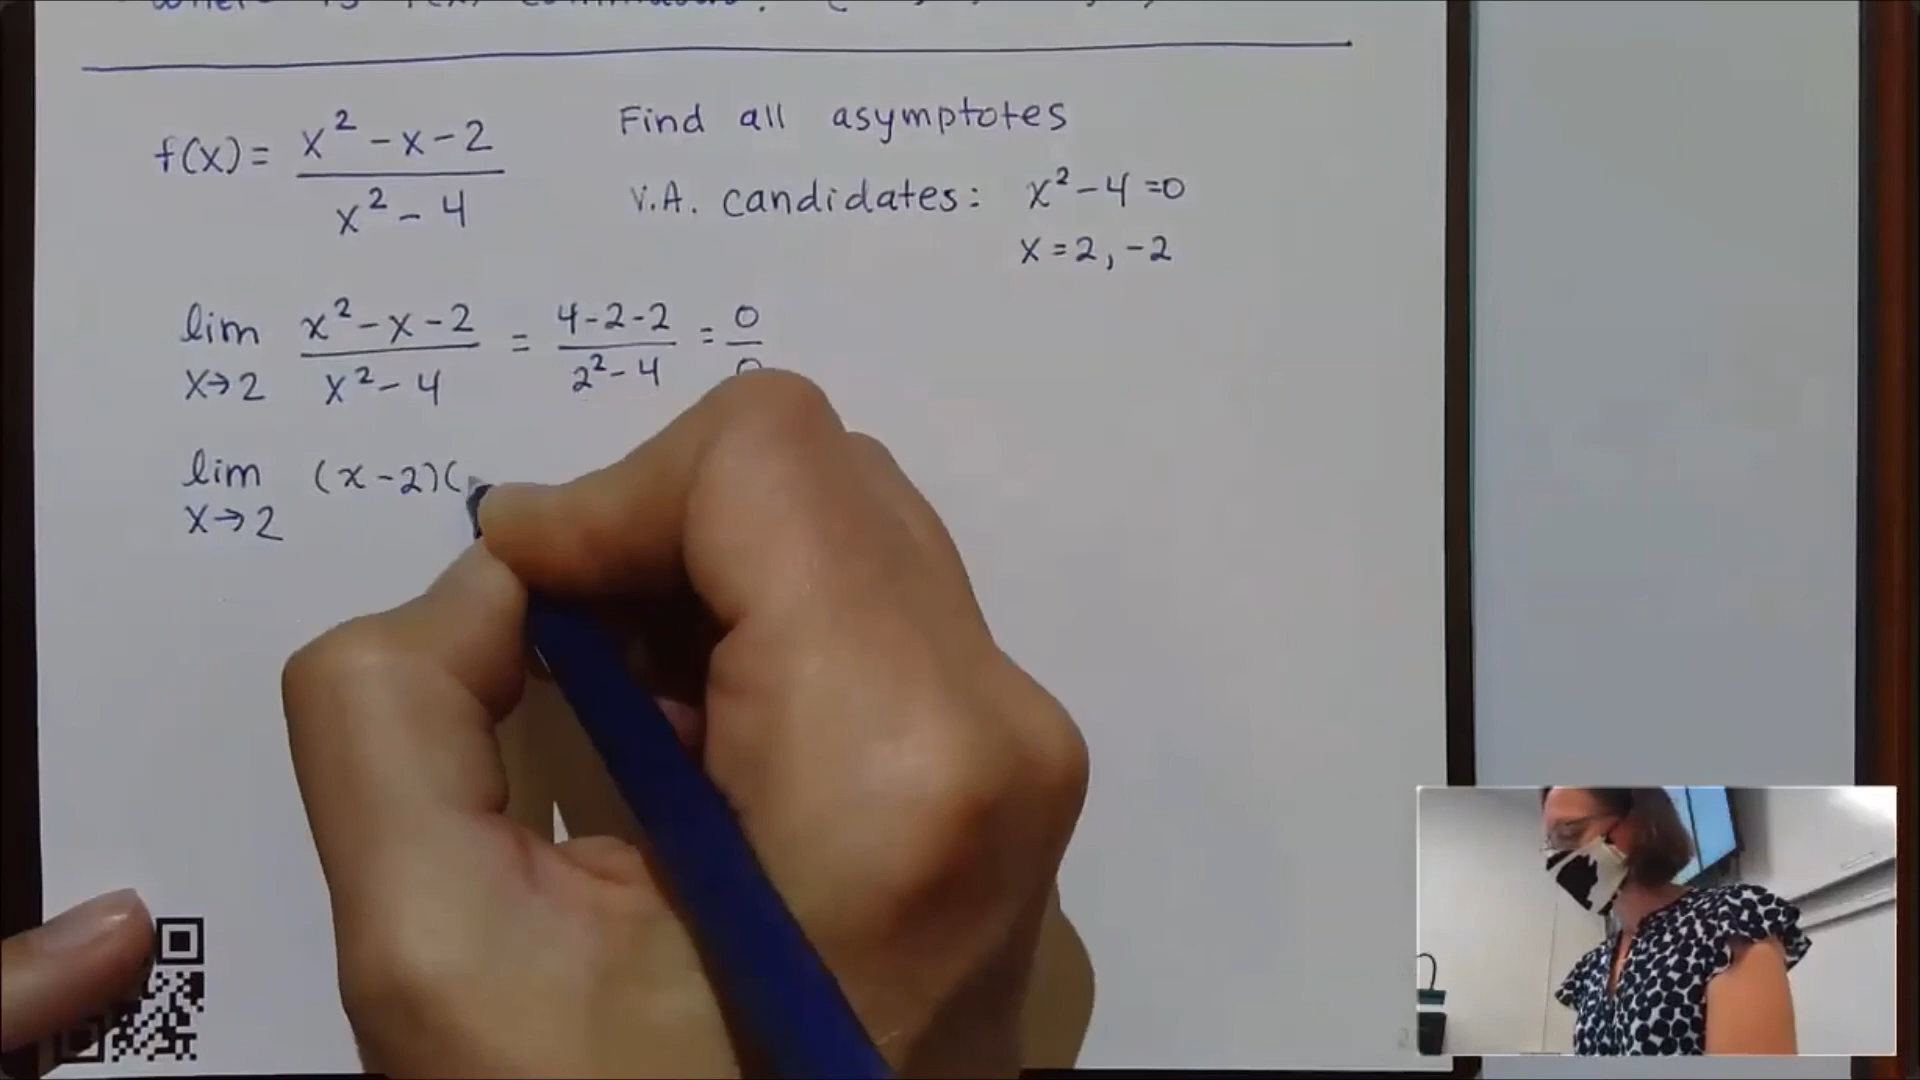 f(x) = (x² - x - 2)/(x² - 4)
Find all asymptotes
V.A. candidates: x² - 4 = 0
x = 2, -2
lim x→2 (x² - x - 2)/(x² - 4) = (4-2-2)/(2² - 4) = 0/0
lim x→2 (x-2)(